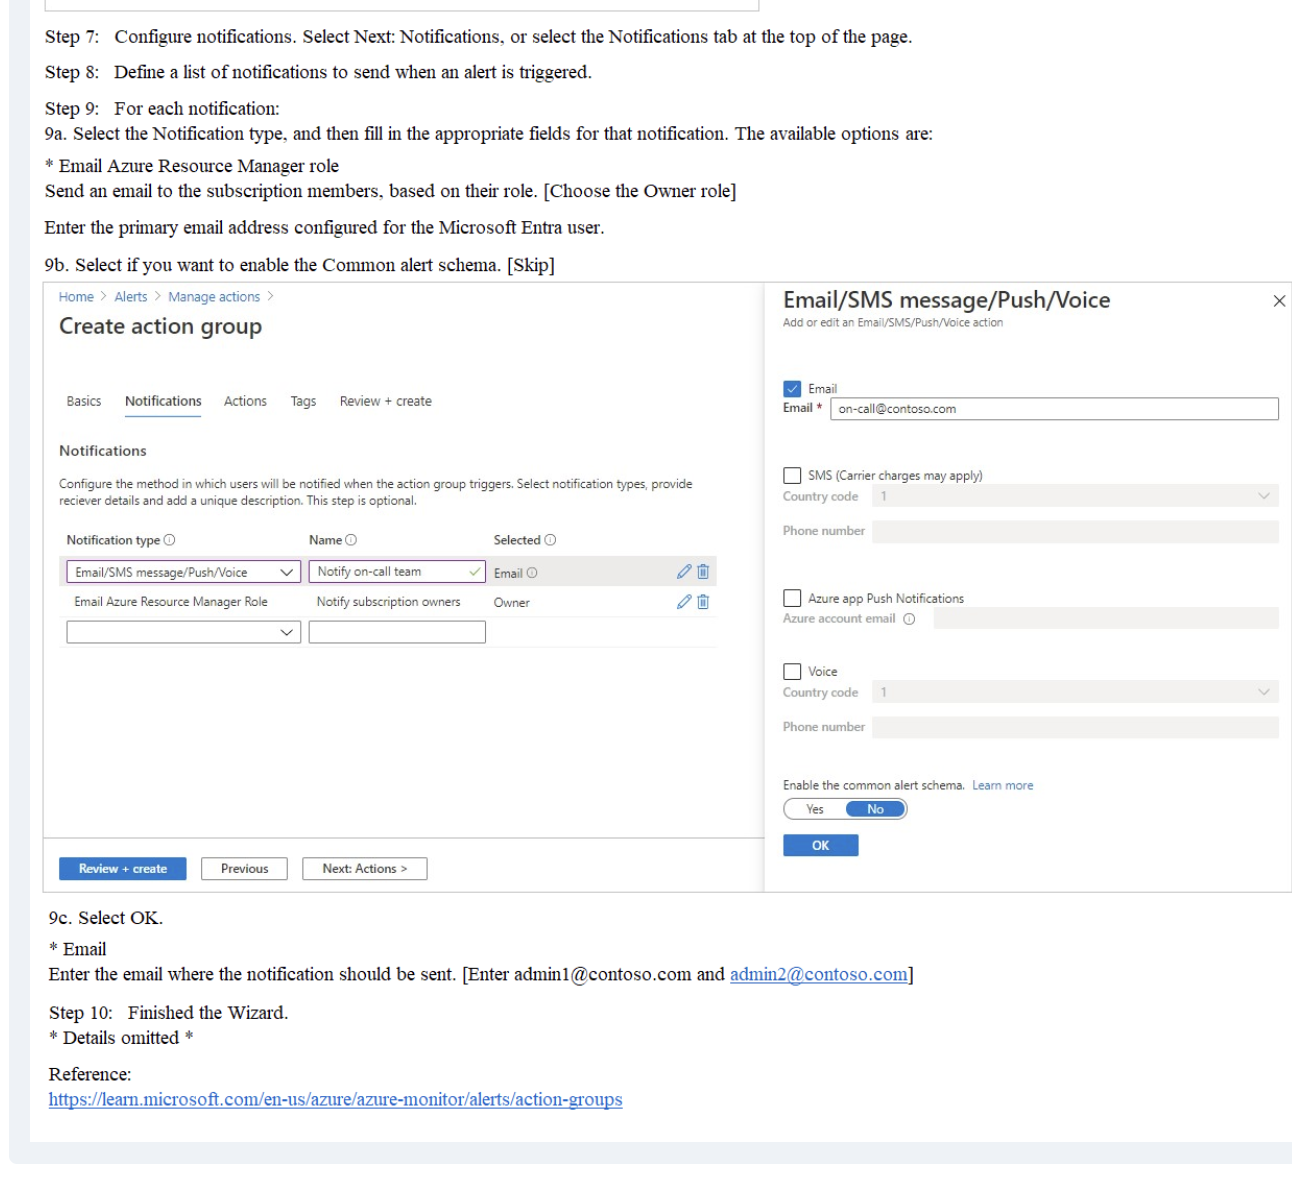 Step 7: Configure notifications. Select Next: Notifications, or select the Notifications tab at the top of the page.
Step 8: Define a list of notifications to send when an alert is triggered.
Step 9: For each notification:
9a. Select the Notification type, and then fill in the appropriate fields for that notification. The available options are:
* Email Azure Resource Manager role
Send an email to the subscription members, based on their role. [Choose the Owner role]
Enter the primary email address configured for the Microsoft Entra user.
9b. Select if you want to enable the Common alert schema. [Skip]
Home > Alerts > Manage actions >
Create action group
Basics Notifications Actions Tags Review + create
Notifications
Configure the method in which users will be notified when the action group triggers. Select notification types, provide
reciever details and add a unique description. This step is optional.
Notification type Name Selected
Email/SMS message/Push/Voice Notify on-call team Email
Email Azure Resource Manager Role Notify subscription owners Owner
Review + create Previous Next: Actions >
Email/SMS message/Push/Voice
Add or edit an Email/SMS/Push/Voice action
Email
Email * on-call@contoso.com
SMS (Carrier charges may apply)
Country code 1
Phone number
Azure app Push Notifications
Azure account email
Voice
Country code 1
Phone number
Enable the common alert schema. Learn more
Yes No
OK
9c. Select OK.
* Email
Enter the email where the notification should be sent. [Enter admin1@contoso.com and admin2@contoso.com]
Step 10: Finished the Wizard.
* Details omitted *
Reference:
https://learn.microsoft.com/en-us/azure/azure-monitor/alerts/action-groups